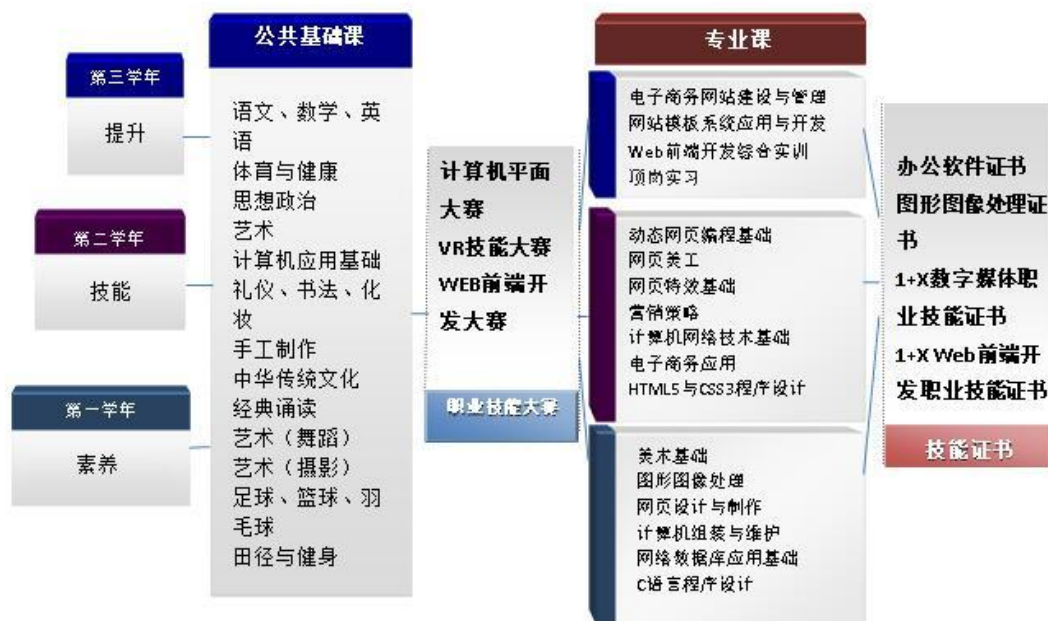 第三学年
提升
第二学年
技能
第一学年
素养
公共基础课
语文、数学、英
语
体育与健康
思想政治
艺术
计算机应用基础
礼仪、书法、化
妆
手工制作
中华传统文化
经典诵读
艺术（舞蹈）
艺术（摄影）
足球、篮球、羽
毛球
田径与健身
计算机平面
大赛
VR技能大赛
WEB前端开
发大赛
职业技能大赛
专业课
电子商务网站建设与管理
网站模板系统应用与开发
Web前端开发综合实训
顶岗实习
动态网页编程基础
网页美工
网页特效基础
营销策略
计算机网络技术基础
电子商务应用
HTML5与CSS3程序设计
美术基础
图形图像处理
网页设计与制作
计算机组装与维护
网络数据库应用基础
C语言程序设计
办公软件证书
图形图像处理证
书
1+X数字媒体职
业技能证书
1+X Web前端开
发职业技能证书
技能证书